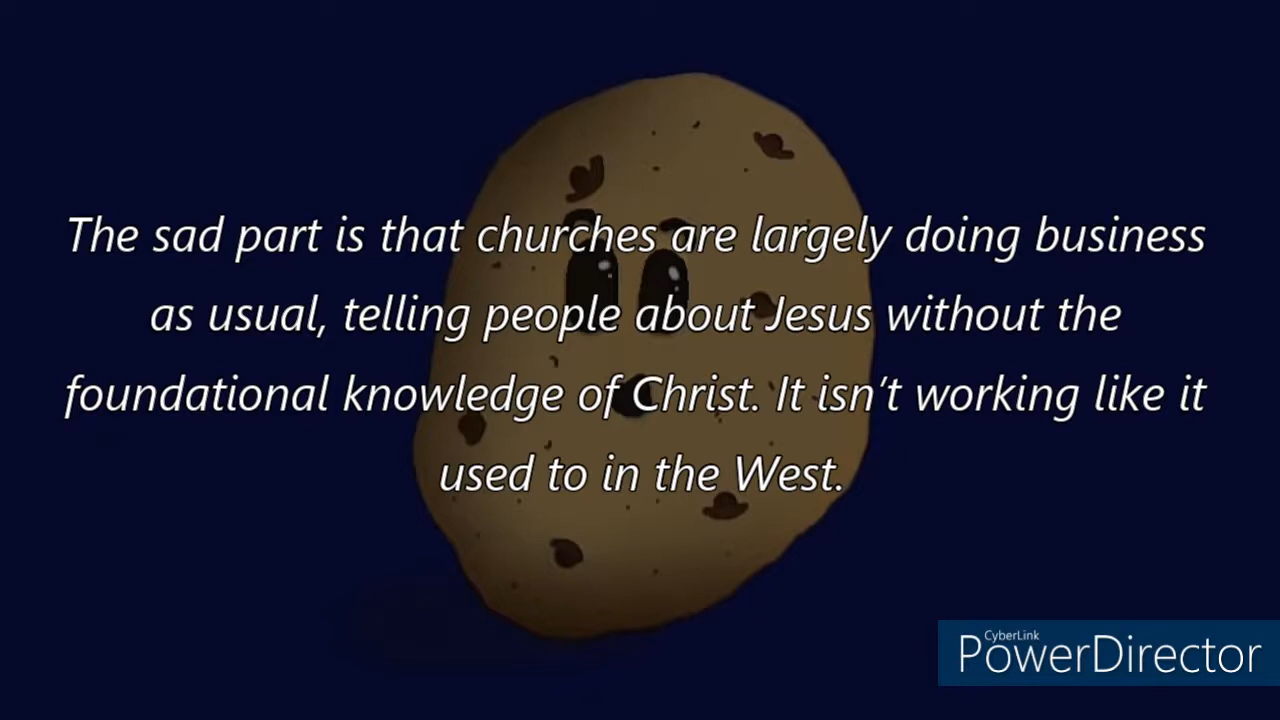 The sad part is that churches are largely doing business
as usual, telling people about Jesus without the
foundational knowledge of Christ. It isn’t working like it
used to in the West.
CyberLink
PowerDirector